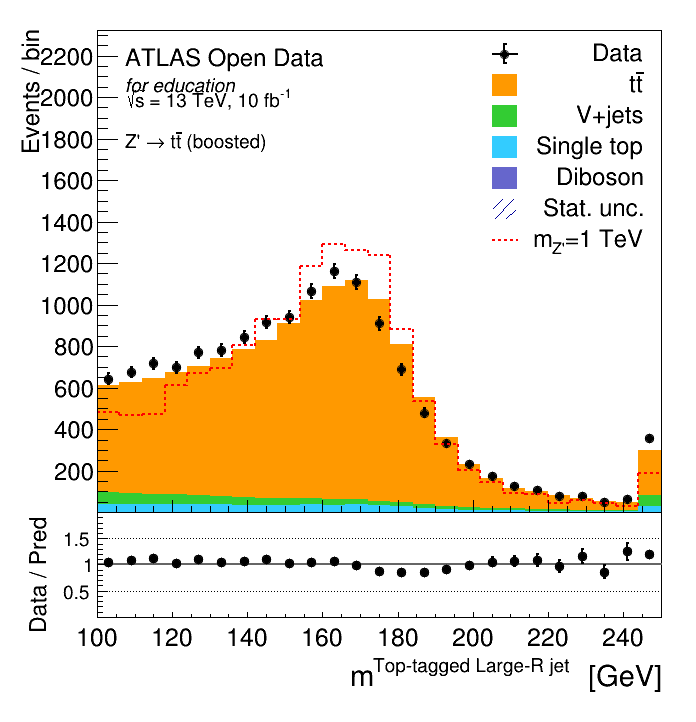 Events / bin
2200
2000
1800
1600
1400
1200
1000
800
600
400
200
ATLAS Open Data
for education
√s = 13 TeV, 10 fb⁻¹
Z' → tt̄ (boosted)
Data
tt̄
V+jets
Single top
Diboson
Stat. unc.
m_Z'=1 TeV
Data / Pred
1.5
1
0.5
100 120 140 160 180 200 220 240
m^Top-tagged Large-R jet [GeV]